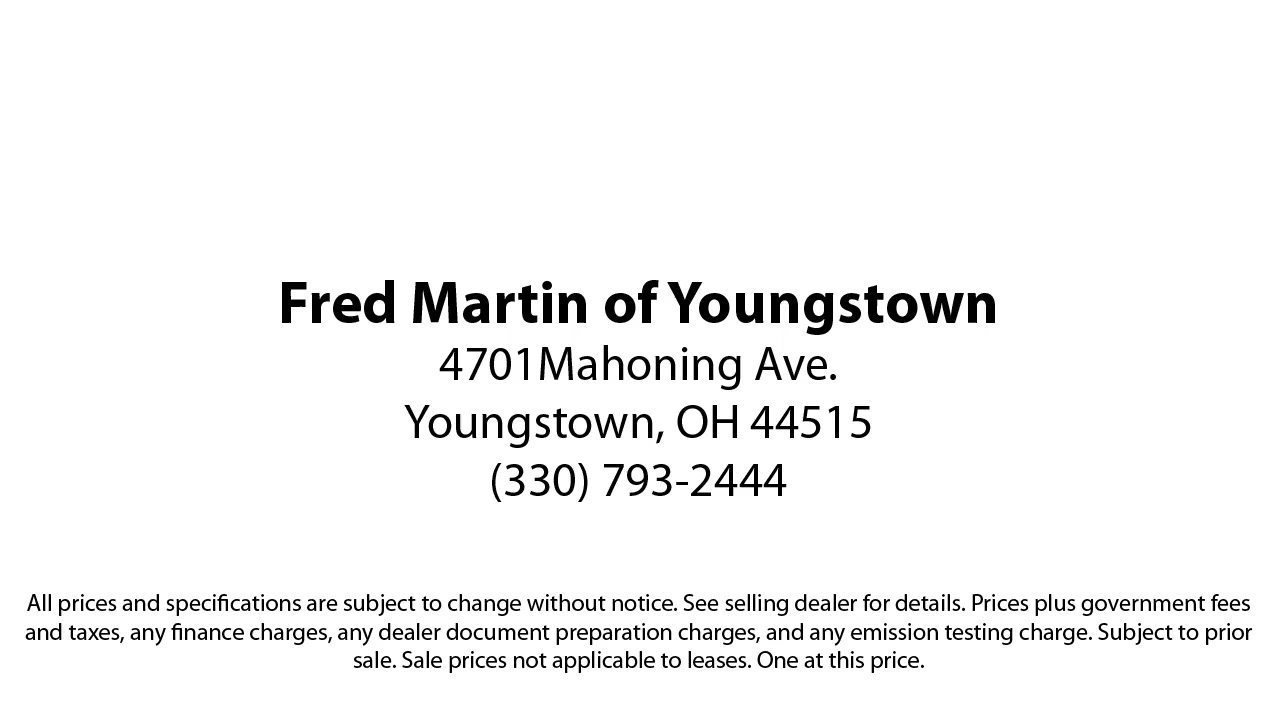 Fred Martin of Youngstown
4701Mahoning Ave.
Youngstown, OH 44515
(330) 793-2444
All prices and specifications are subject to change without notice. See selling dealer for details. Prices plus government fees
and taxes, any finance charges, any dealer document preparation charges, and any emission testing charge. Subject to prior
sale. Sale prices not applicable to leases. One at this price.